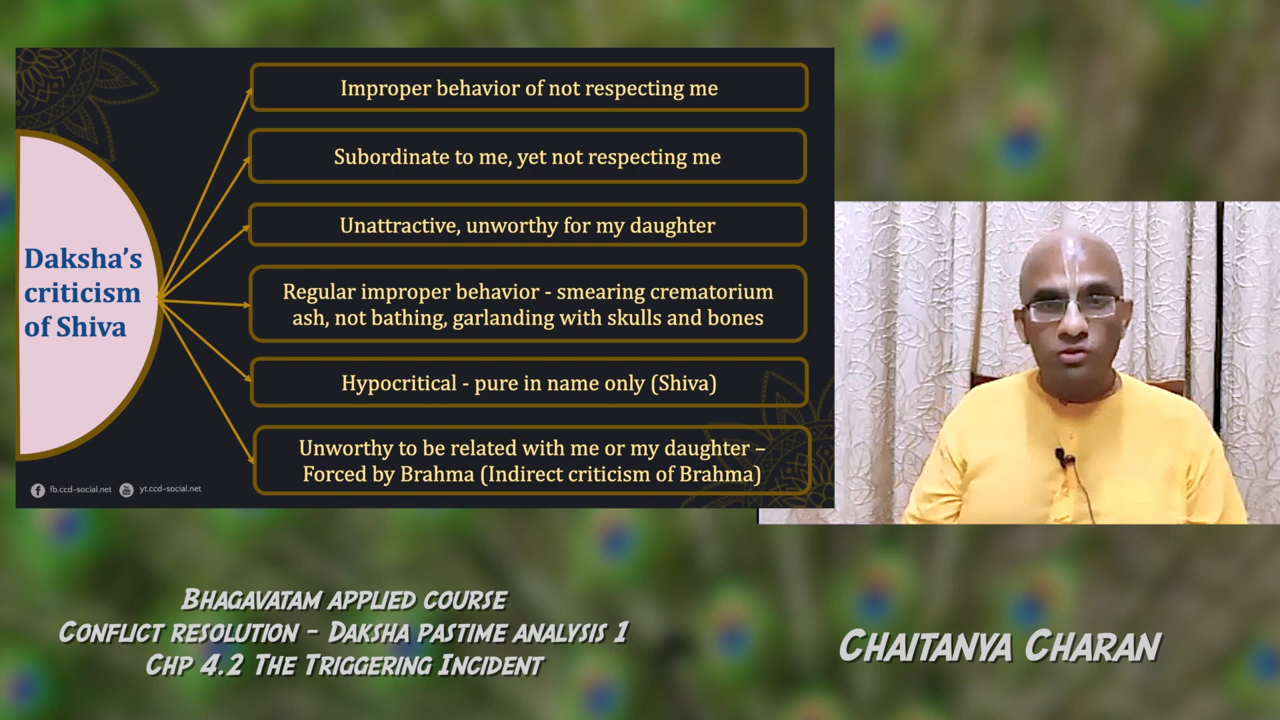 Daksha's
criticism
of Shiva
Improper behavior of not respecting me
Subordinate to me, yet not respecting me
Unattractive, unworthy for my daughter
Regular improper behavior - smearing crematorium
ash, not bathing, garlanding with skulls and bones
Hypocritical - pure in name only (Shiva)
Unworthy to be related with me or my daughter –
Forced by Brahma (Indirect criticism of Brahma)
fb.ccd-social.net yt.ccd-social.net
Bhagavatam applied course
Conflict resolution - Daksha pastime analysis 1
Chp 4.2 The Triggering Incident
Chaitanya Charan